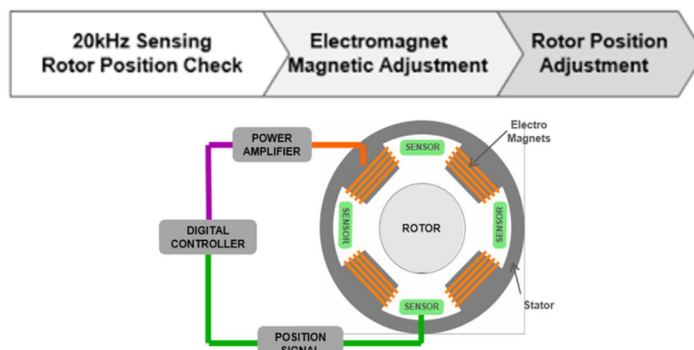 20kHz Sensing
Rotor Position Check
Electromagnet
Magnetic Adjustment
Rotor Position
Adjustment
POWER
AMPLIFIER
SENSOR
Electro
Magnets
DIGITAL
CONTROLLER
SENSOR
ROTOR
SENSOR
SENSOR
Stator
POSITION
SIGNAL